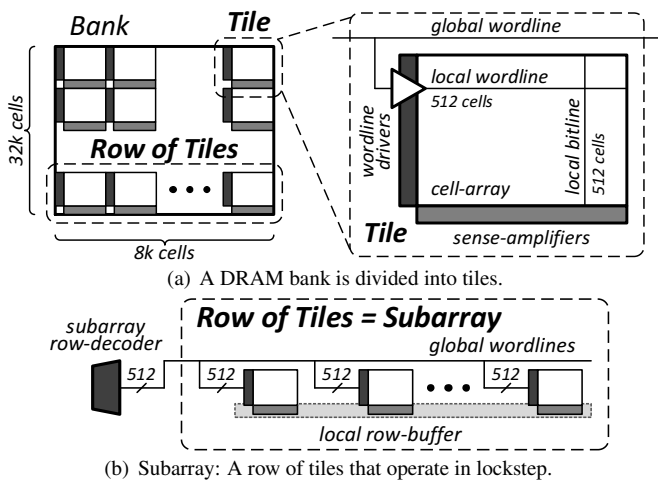 Bank
Tile
32k cells
Row of Tiles
8k cells
global wordline
local wordline
512 cells
wordline drivers
local bitline
512 cells
cell-array
Tile
sense-amplifiers
(a) A DRAM bank is divided into tiles.
subarray
row-decoder
512
Row of Tiles = Subarray
global wordlines
512
512
512
local row-buffer
(b) Subarray: A row of tiles that operate in lockstep.